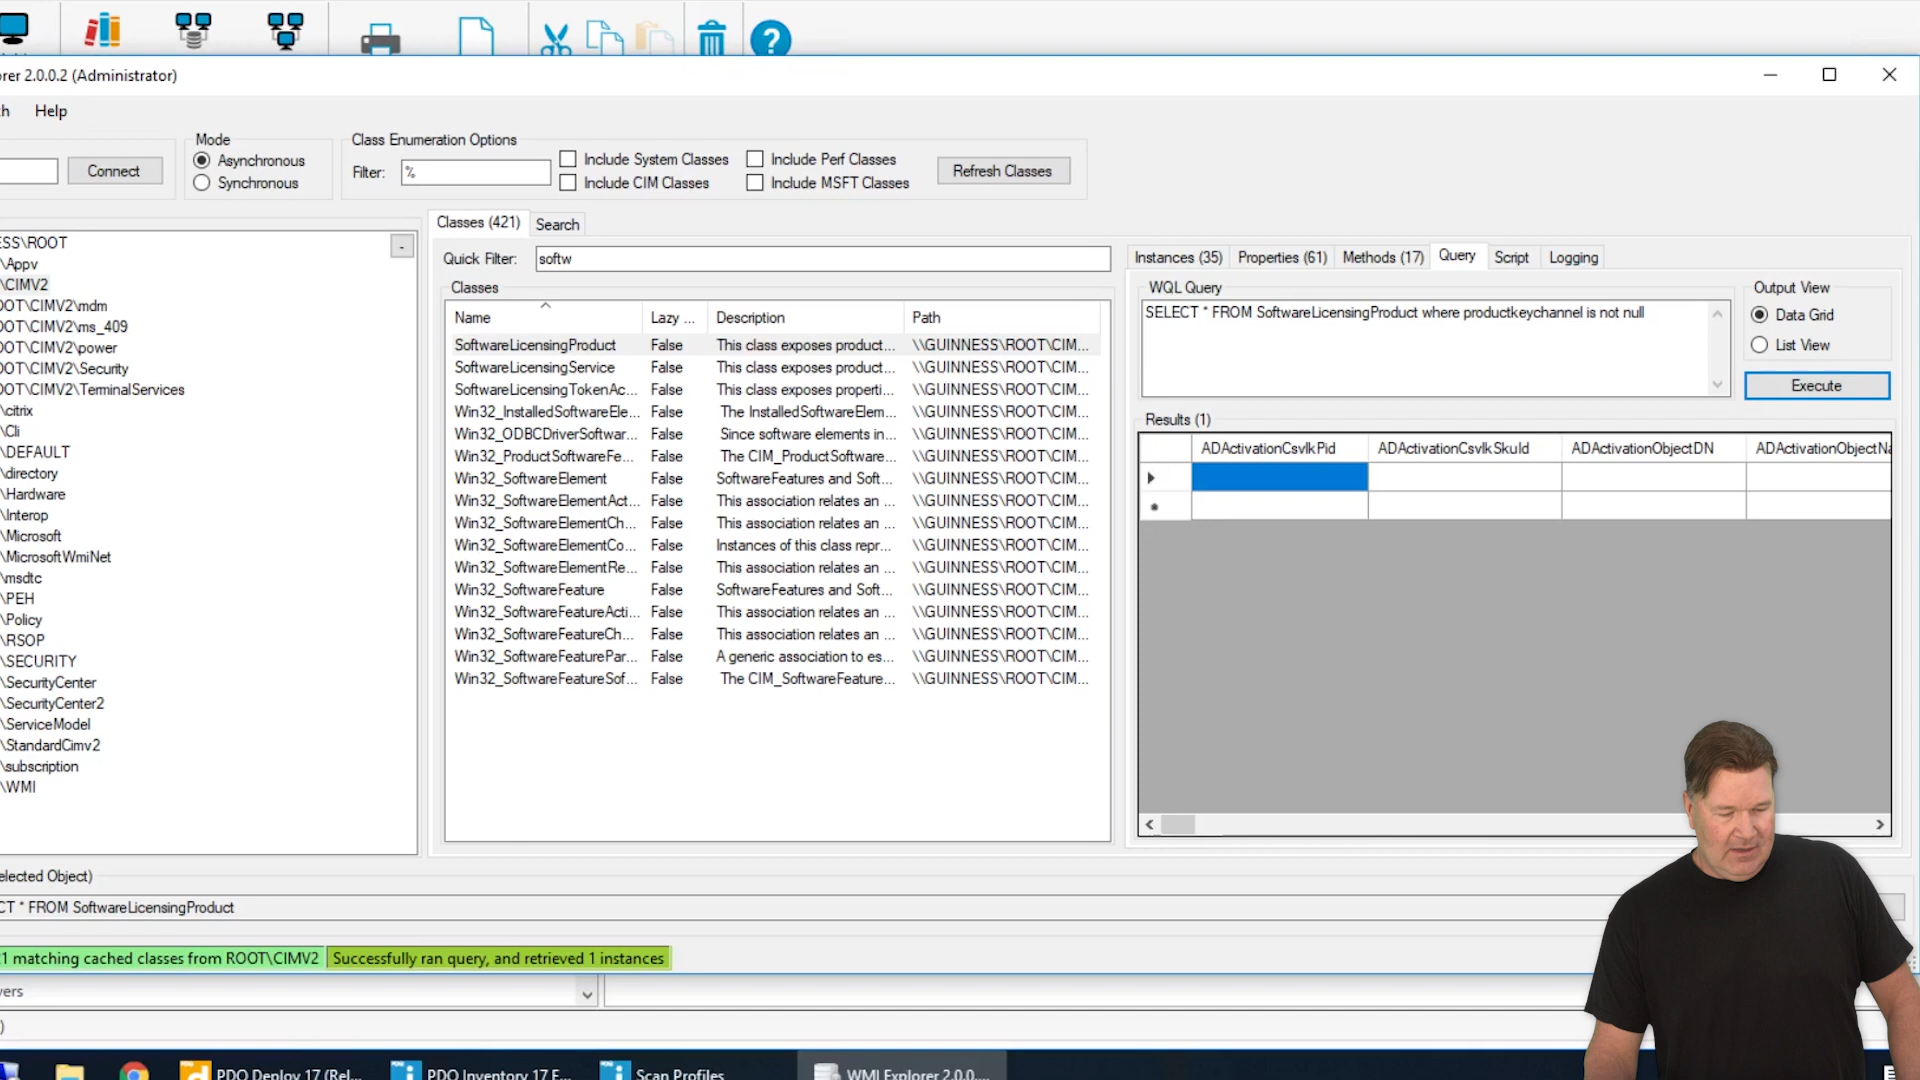 orer 2.0.0.2 (Administrator)
ch Help
Connect
Mode
Asynchronous
Synchronous
Class Enumeration Options
Filter: %
Include System Classes
Include CIM Classes
Include Perf Classes
Include MSFT Classes
Refresh Classes
ESS\ROOT
\Appv
\CIMV2
OOT\CIMV2\mdm
OOT\CIMV2\ms_409
OOT\CIMV2\power
OOT\CIMV2\Security
OOT\CIMV2\TerminalServices
\citrix
\Cli
\DEFAULT
\directory
\Hardware
\Interop
\Microsoft
\MicrosoftWmiNet
\msdtc
\PEH
\Policy
\RSOP
\SECURITY
\SecurityCenter
\SecurityCenter2
\ServiceModel
\StandardCimv2
\subscription
\WMI
Classes (421) Search
Quick Filter: softw
Classes
Name Lazy ... Description Path
SoftwareLicensingProduct False This class exposes product... \\GUINNESS\ROOT\CIM...
SoftwareLicensingService False This class exposes product... \\GUINNESS\ROOT\CIM...
SoftwareLicensingTokenAc... False This class exposes properti... \\GUINNESS\ROOT\CIM...
Win32_InstalledSoftwareEle... False The InstalledSoftwareElem... \\GUINNESS\ROOT\CIM...
Win32_ODBCDriverSoftwar... False Since software elements in... \\GUINNESS\ROOT\CIM...
Win32_ProductSoftwareFe... False The CIM_ProductSoftware... \\GUINNESS\ROOT\CIM...
Win32_SoftwareElement False SoftwareFeatures and Soft... \\GUINNESS\ROOT\CIM...
Win32_SoftwareElementAct... False This association relates an ... \\GUINNESS\ROOT\CIM...
Win32_SoftwareElementCh... False This association relates an ... \\GUINNESS\ROOT\CIM...
Win32_SoftwareElementCo... False Instances of this class repr... \\GUINNESS\ROOT\CIM...
Win32_SoftwareElementRe... False This association relates an ... \\GUINNESS\ROOT\CIM...
Win32_SoftwareFeature False SoftwareFeatures and Soft... \\GUINNESS\ROOT\CIM...
Win32_SoftwareFeatureActi... False This association relates an ... \\GUINNESS\ROOT\CIM...
Win32_SoftwareFeatureCh... False This association relates an ... \\GUINNESS\ROOT\CIM...
Win32_SoftwareFeaturePar... False A generic association to es... \\GUINNESS\ROOT\CIM...
Win32_SoftwareFeatureSof... False The CIM_SoftwareFeature... \\GUINNESS\ROOT\CIM...
Instances (35) Properties (61) Methods (17) Query Script Logging
WQL Query
SELECT * FROM SoftwareLicensingProduct where productkeychannel is not null
Output View
Data Grid
List View
Execute
Results (1)
ADActivationCsvlkPid ADActivationCsvlkSkuId ADActivationObjectDN ADActivationObjectNa
elected Object)
CT * FROM SoftwareLicensingProduct
21 matching cached classes from ROOT\CIMV2 Successfully ran query, and retrieved 1 instances
vers
)
PDQ Deploy 17 (Rel... PDQ Inventory 17 E... Scan Profiles WMI Explorer 2.0.0....